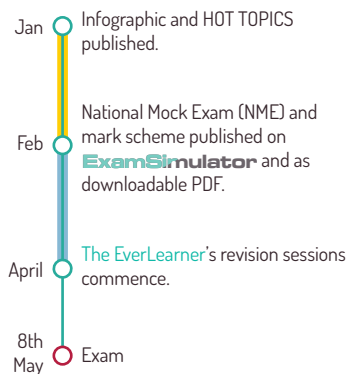 Jan
Infographic and HOT TOPICS
published.
Feb
National Mock Exam (NME) and
mark scheme published on
ExamSimulator and as
downloadable PDF.
April
The EverLearner's revision sessions
commence.
8th
May
Exam